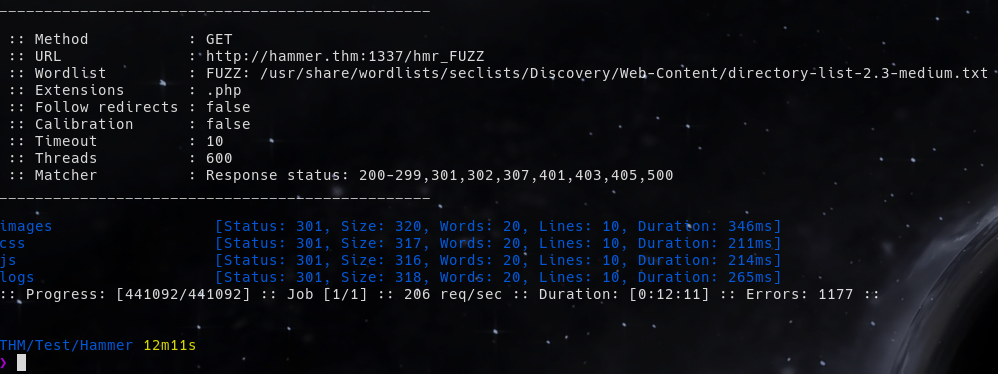 ________________________________________________
:: Method           : GET
:: URL              : http://hammer.thm:1337/hmr_FUZZ
:: Wordlist         : FUZZ: /usr/share/wordlists/seclists/Discovery/Web-Content/directory-list-2.3-medium.txt
:: Extensions       : .php
:: Follow redirects : false
:: Calibration      : false
:: Timeout          : 10
:: Threads          : 600
:: Matcher          : Response status: 200-299,301,302,307,401,403,405,500
________________________________________________
images                  [Status: 301, Size: 320, Words: 20, Lines: 10, Duration: 346ms]
css                     [Status: 301, Size: 317, Words: 20, Lines: 10, Duration: 211ms]
js                      [Status: 301, Size: 316, Words: 20, Lines: 10, Duration: 214ms]
logs                    [Status: 301, Size: 318, Words: 20, Lines: 10, Duration: 265ms]
:: Progress: [441092/441092] :: Job [1/1] :: 206 req/sec :: Duration: [0:12:11] :: Errors: 1177 ::
THM/Test/Hammer 12m11s
❯